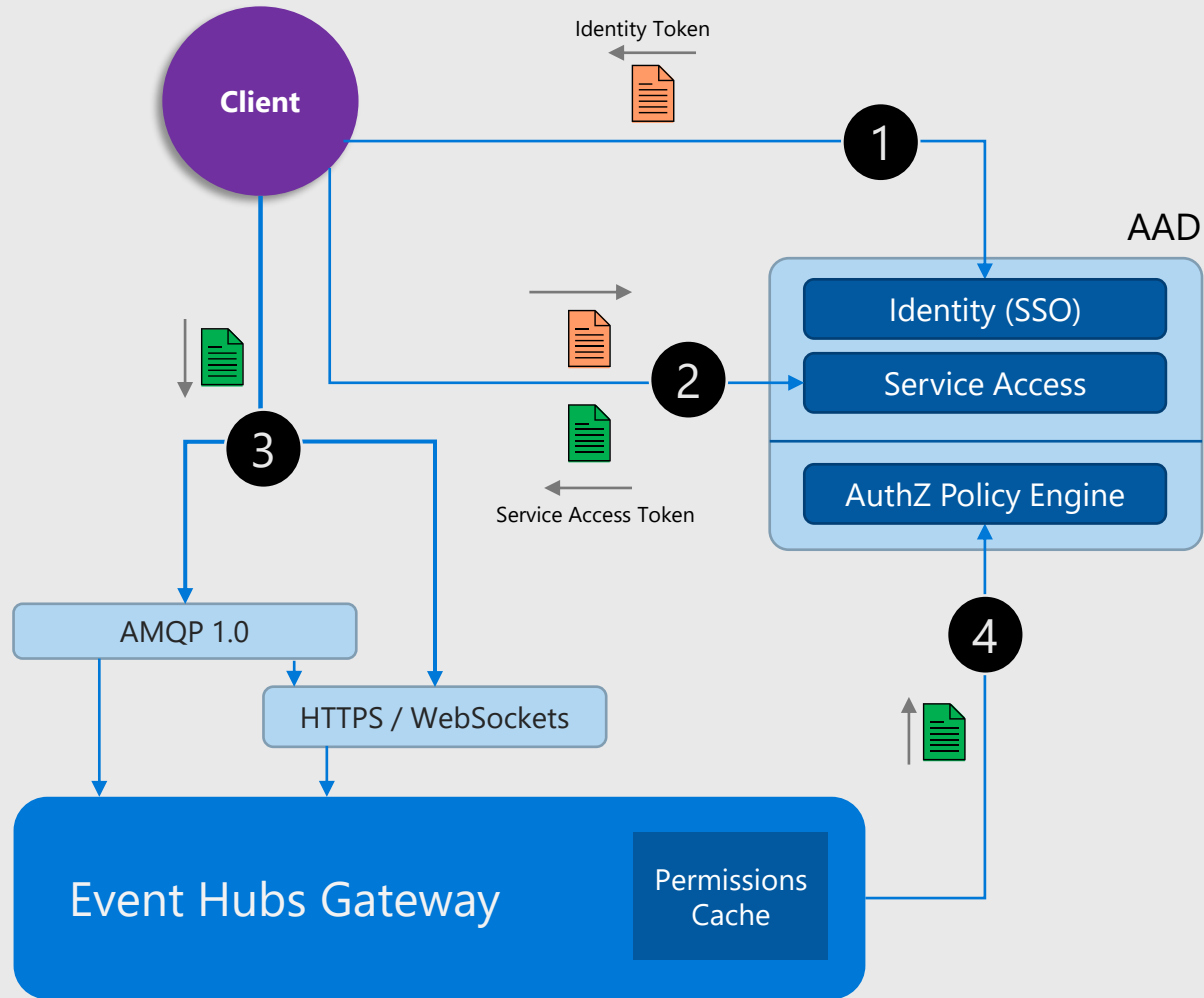 Identity Token
Client
1
AAD
Identity (SSO)
Service Access
2
3
AuthZ Policy Engine
Service Access Token
AMQP 1.0
4
HTTPS / WebSockets
Event Hubs Gateway
Permissions
Cache